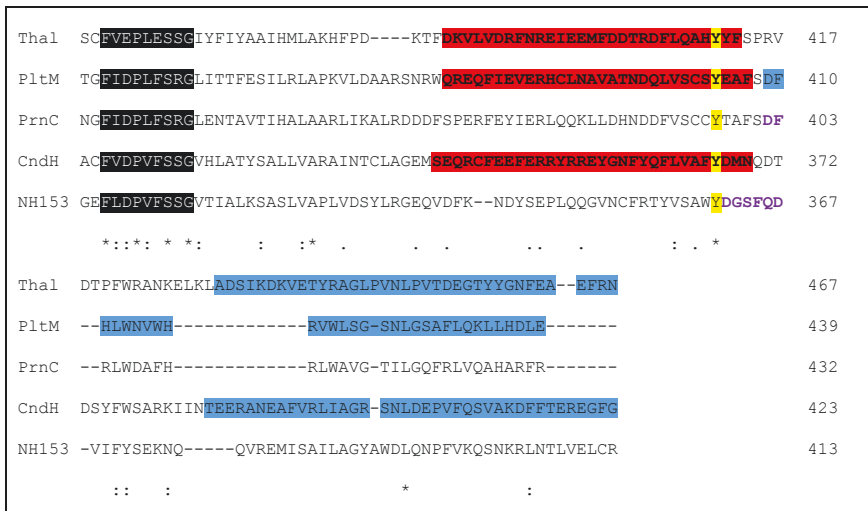 Thal SCFVEPLESSGIYFIYAAIHMLAKHFPD----KTFDKVLVDRFNREIEEMFDDTRDFLQAHYYFSPRV 417
PltM TGFIDPLFSRGLITTFESILRLAPKVLDAARSNRWQREQFIEVERHCLNAVATNDQLVSCSYEAFSDF 410
PrnC NGFIDPLFSRGLENTAVTIHALAARLIKALRDDDFSPERFEYIERLQQKLLDHNDDFVSCCYTAFSDF 403
CndH ACFVDPVFSSGVHLATYSALLVARAINTCLAGEMSEQRCFEEFERRYRREYGNFYQFLVAFYDMNQDT 372
NH153 GEFLDPVFSSGVTIALKSASLVAPLVDSYLRGEQVDFK--NDYSEPLQQGVNCFRTYVSAWYDGSFQD 367
*::*: * *: : :* . . . .. . : . *
Thal DTPFWRANKELKLADSIKDKVETYRAGLPVNLPVTDEGTYYGNFEA--EFRN 467
PltM --HLWNVWH-------------RVWLSG-SNLGSAFLQKLLHDLE------- 439
PrnC --RLWDAFH-------------RLWAVG-TILGQFRLVQAHARFR------- 432
CndH DSYFWSARKIINTEERANEAFVRLIAGR-SNLDEPVFQSVAKDFFTEREGFG 423
NH153 -VIFYSEKNQ-----QVREMISAILAGYAWDLQNPFVKQSNKRLNTLVELCR 413
:: : * :